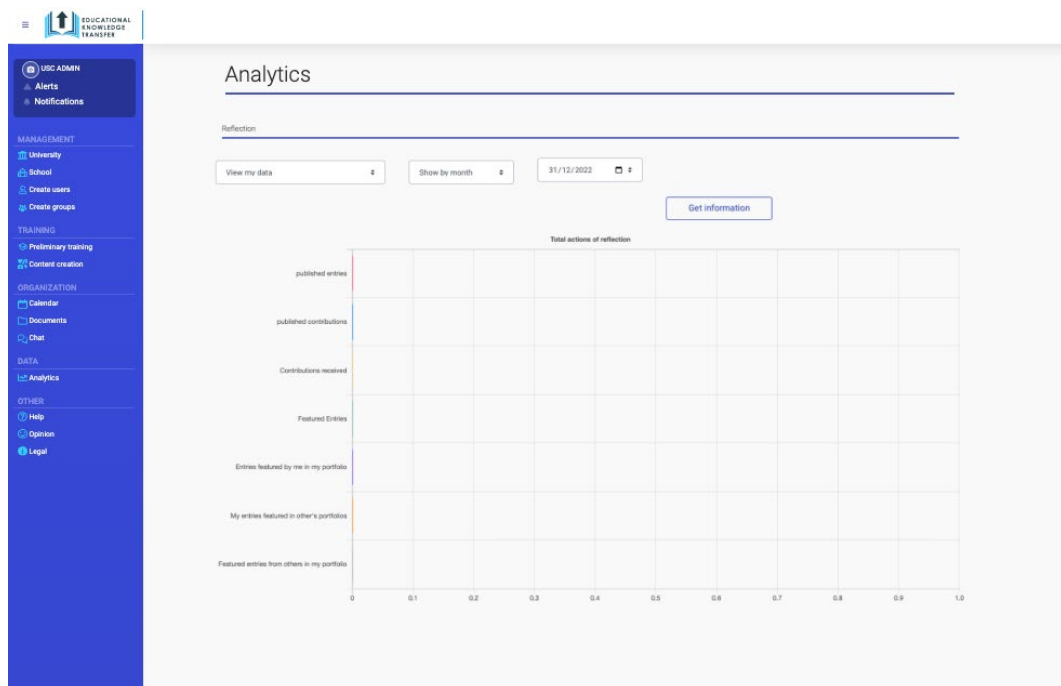 EDUCATIONAL
KNOWLEDGE
TRANSFER
USC ADMIN
Alerts
Notifications
MANAGEMENT
University
School
Create users
Create groups
TRAINING
Preliminary training
Content creation
ORGANIZATION
Calendar
Documents
Chat
DATA
Analytics
OTHER
Help
Opinion
Legal
Analytics
Reflection
View my data
Show by month
31/12/2022
Get information
Total actions of reflection
published entries
published contributions
Contributions received
Featured Entries
Entries featured by me in my portfolio
My entries featured in other's portfolios
Featured entries from others in my portfolio
0 0.1 0.2 0.3 0.4 0.5 0.6 0.7 0.8 0.9 1.0